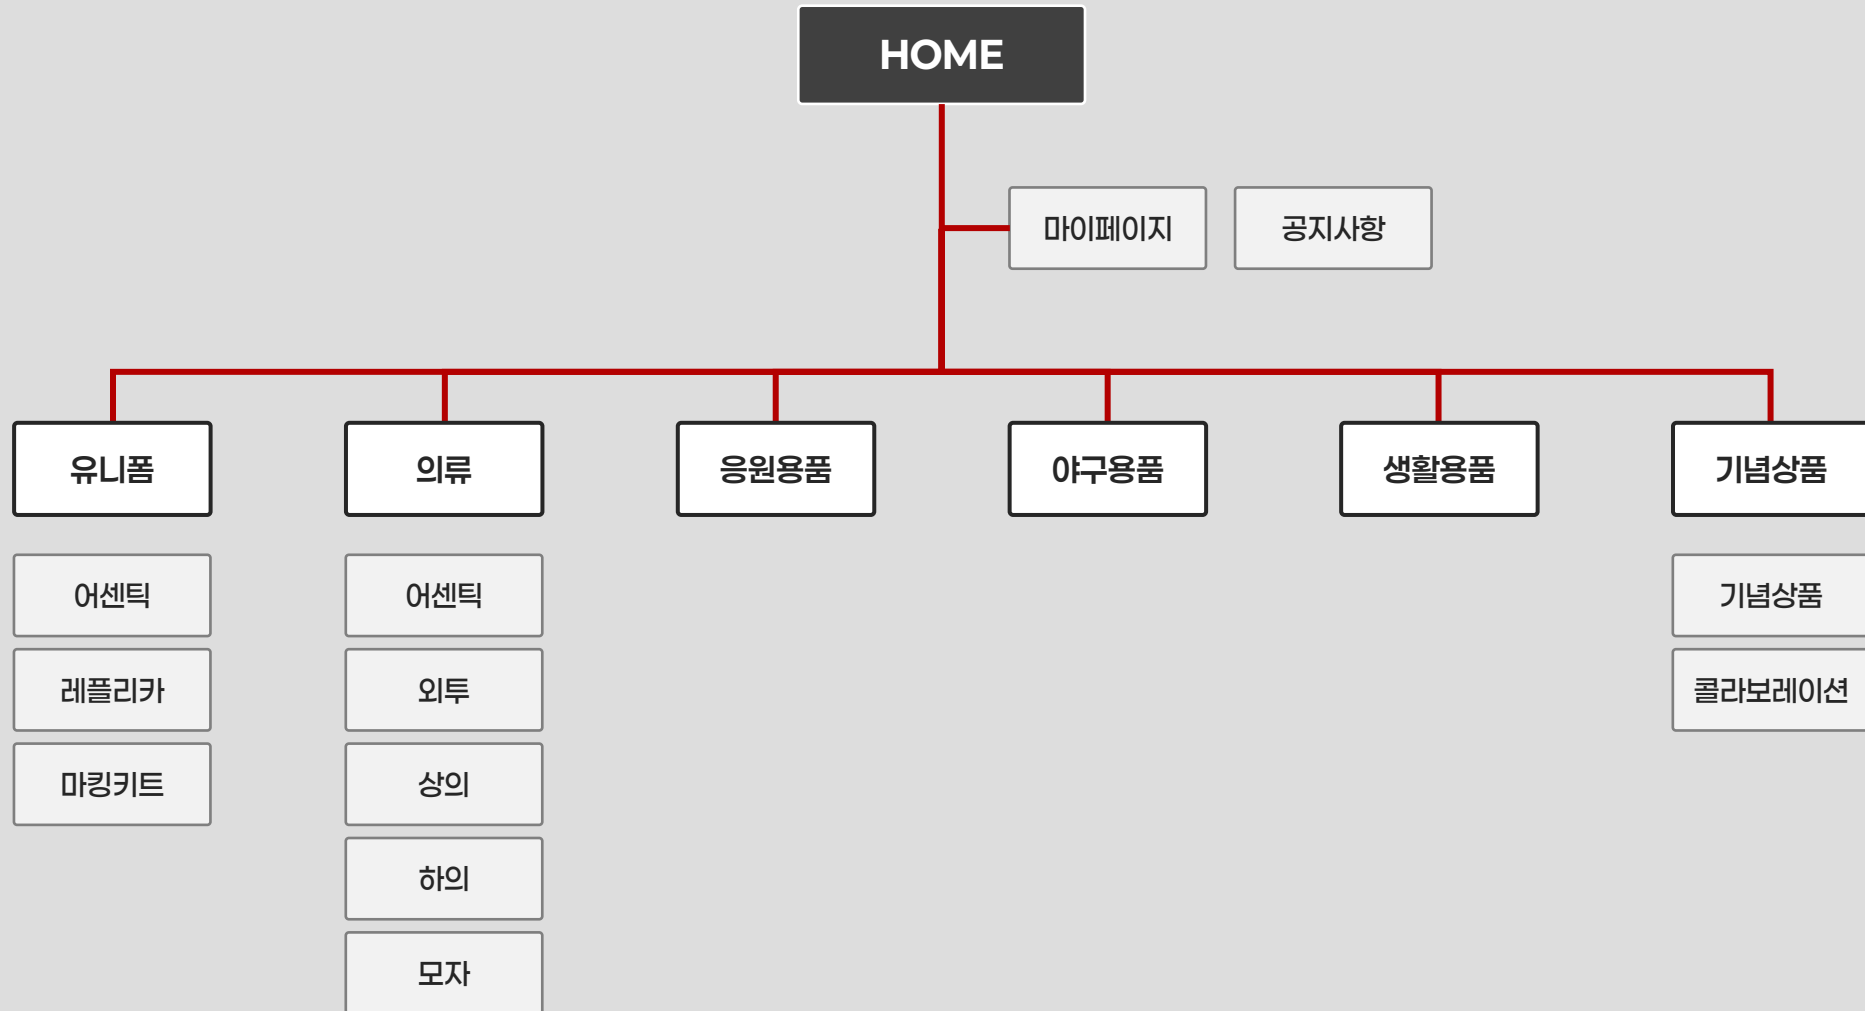 HOME
마이페이지 공지사항
유니폼 의류 응원용품 야구용품 생활용품 기념상품
어센틱 어센틱 기념상품
레플리카 외투 콜라보레이션
마킹키트 상의
하의
모자